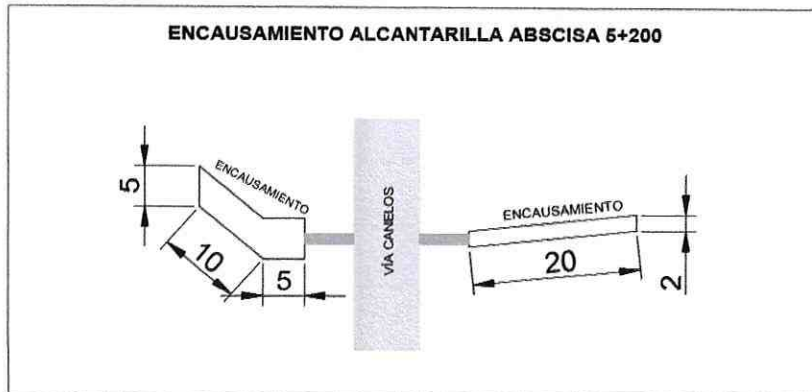 ENCAUSAMIENTO ALCANTARILLA ABSCISA 5+200
ENCAUSAMIENTO
5
10
5
VÍA CANELOS
ENCAUSAMIENTO
20
2